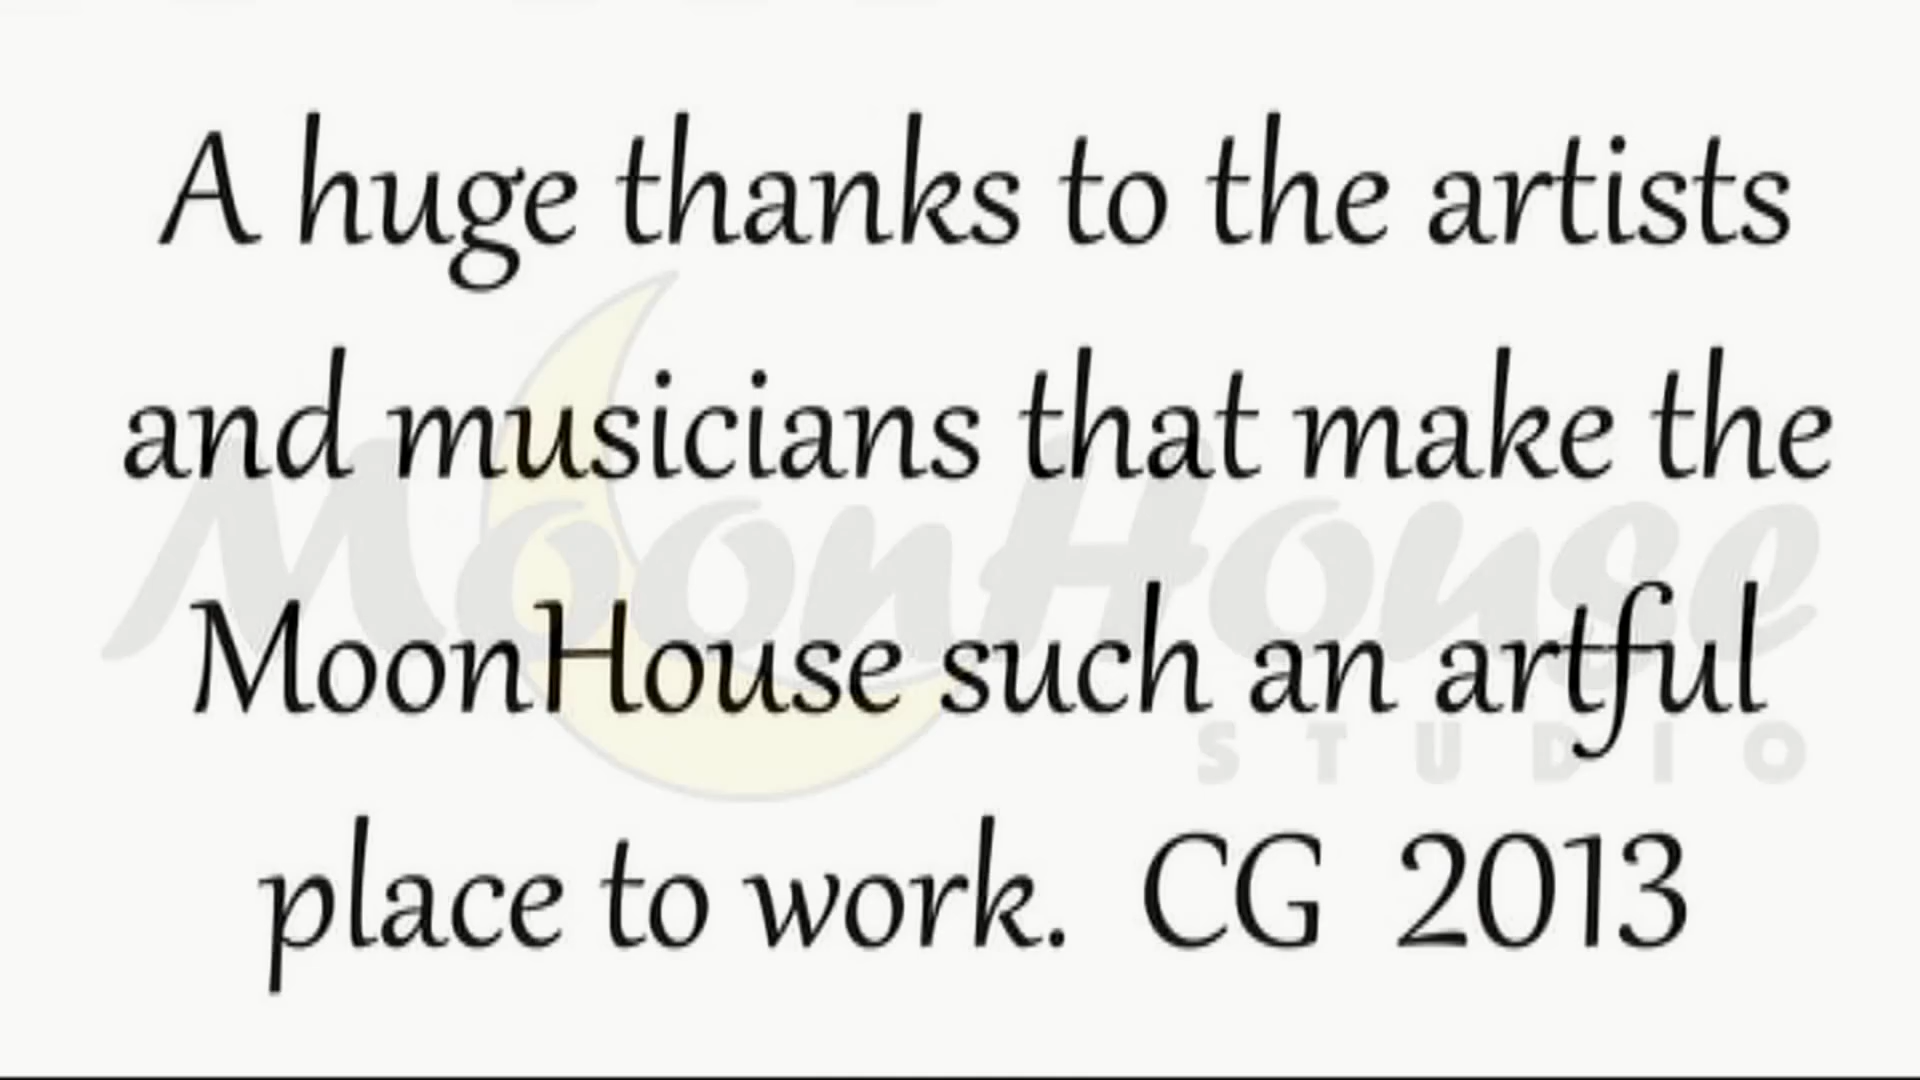 A huge thanks to the artists
and musicians that make the
MoonHouse
MoonHouse such an artful
STUDIO
place to work.  CG  2013